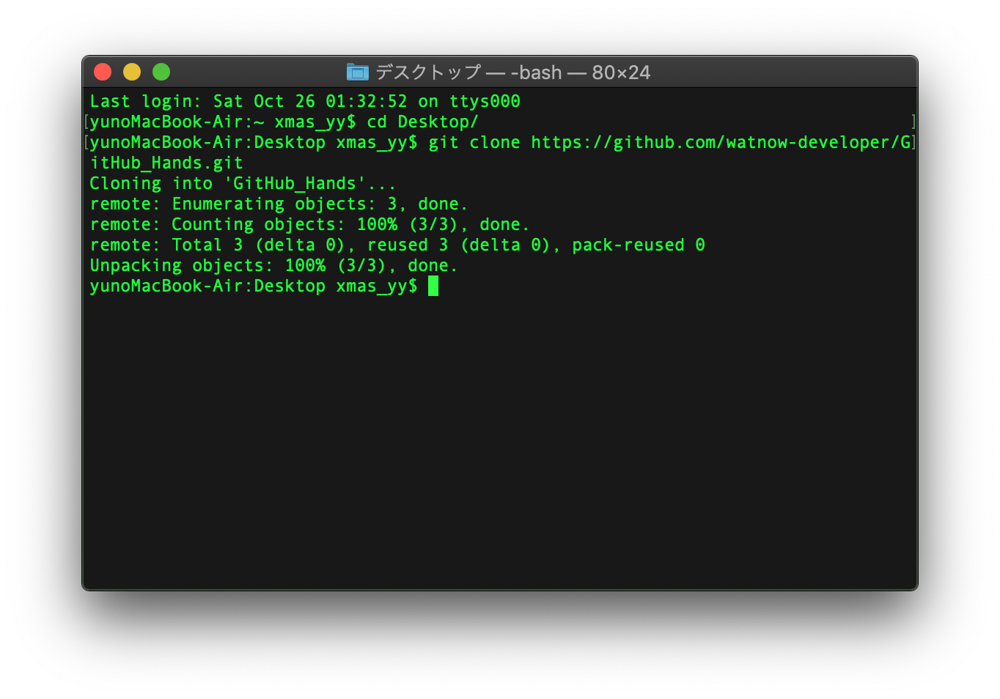 デスクトップ — -bash — 80×24
Last login: Sat Oct 26 01:32:52 on ttys000
[yunoMacBook-Air:~ xmas_yy$ cd Desktop/ ]
[yunoMacBook-Air:Desktop xmas_yy$ git clone https://github.com/watnow-developer/G]
itHub_Hands.git
Cloning into 'GitHub_Hands'...
remote: Enumerating objects: 3, done.
remote: Counting objects: 100% (3/3), done.
remote: Total 3 (delta 0), reused 3 (delta 0), pack-reused 0
Unpacking objects: 100% (3/3), done.
yunoMacBook-Air:Desktop xmas_yy$